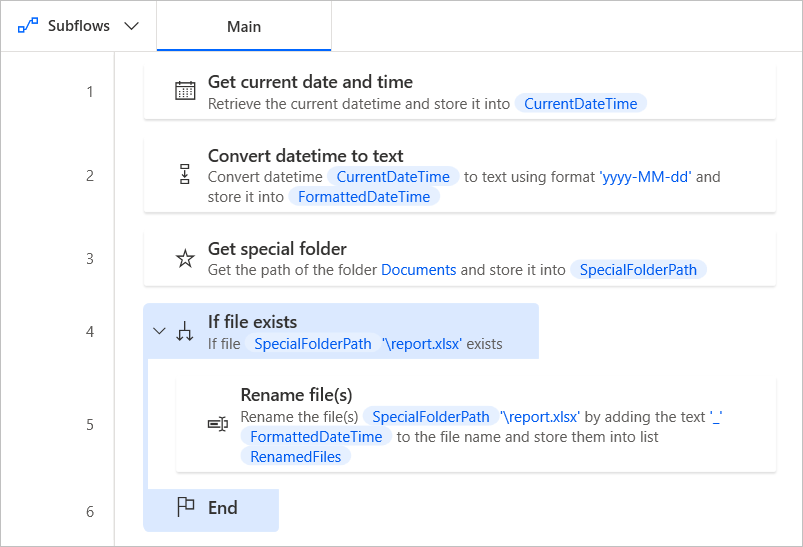 Subflows
Main
1
Get current date and time
Retrieve the current datetime and store it into CurrentDateTime
2
Convert datetime to text
Convert datetime CurrentDateTime to text using format 'yyyy-MM-dd' and
store it into FormattedDateTime
3
Get special folder
Get the path of the folder Documents and store it into SpecialFolderPath
4
If file exists
If file SpecialFolderPath '\report.xlsx' exists
5
Rename file(s)
Rename the file(s) SpecialFolderPath '\report.xlsx' by adding the text '_'
FormattedDateTime to the file name and store them into list
RenamedFiles
6
End